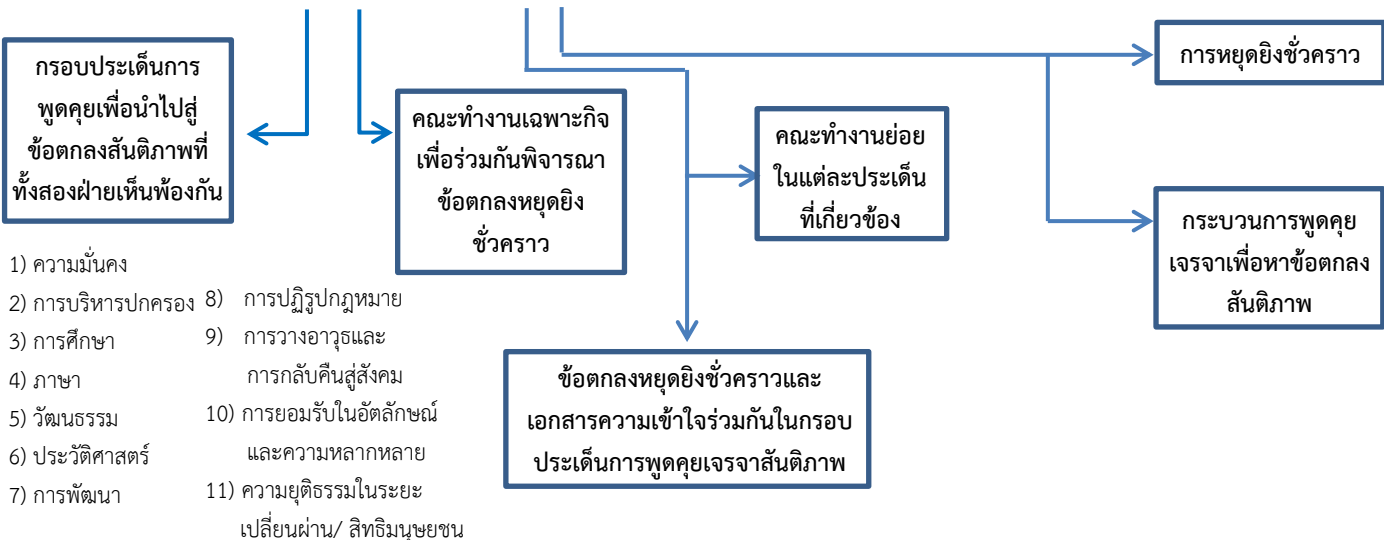 กรอบประเด็นการ
พูดคุยเพื่อนำไปสู่
ข้อตกลงสันติภาพที่
ทั้งสองฝ่ายเห็นพ้องกัน
คณะทำงานเฉพาะกิจ
เพื่อร่วมกันพิจารณา
ข้อตกลงหยุดยิง
ชั่วคราว
คณะทำงานย่อย
ในแต่ละประเด็น
ที่เกี่ยวข้อง
การหยุดยิงชั่วคราว
กระบวนการพูดคุย
เจรจาเพื่อหาข้อตกลง
สันติภาพ
1) ความมั่นคง
2) การบริหารปกครอง
3) การศึกษา
4) ภาษา
5) วัฒนธรรม
6) ประวัติศาสตร์
7) การพัฒนา
8) การปฏิรูปกฎหมาย
9) การวางอาวุธและ
การกลับคืนสู่สังคม
10) การยอมรับในอัตลักษณ์
และความหลากหลาย
11) ความยุติธรรมในระยะ
เปลี่ยนผ่าน/ สิทธิมนุษยชน
ข้อตกลงหยุดยิงชั่วคราวและ
เอกสารความเข้าใจร่วมกันในกรอบ
ประเด็นการพูดคุยเจรจาสันติภาพ